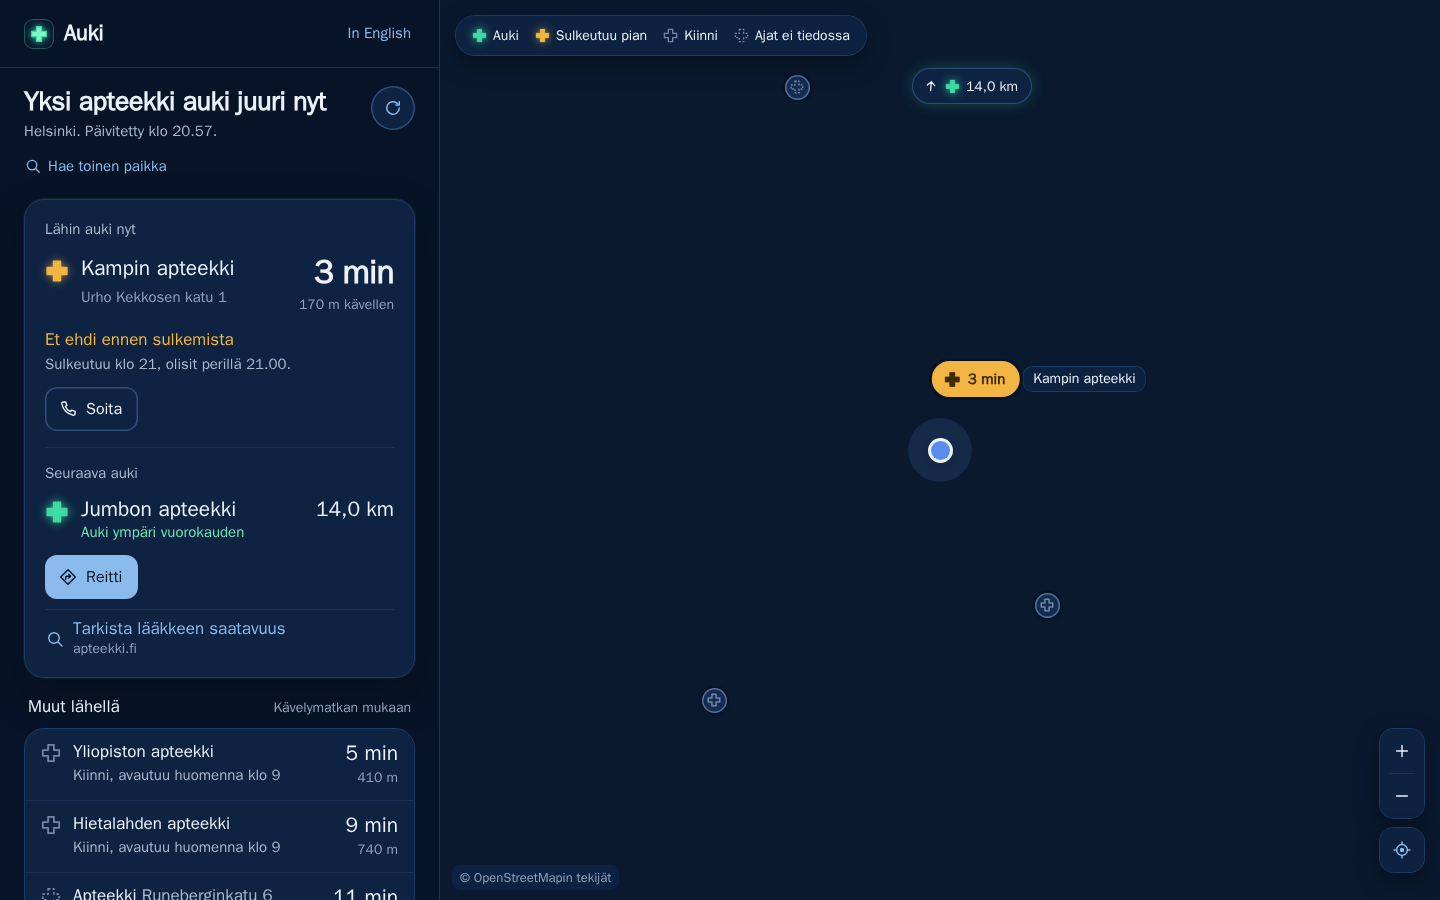 Auki
In English
Yksi apteekki auki juuri nyt
Helsinki. Päivitetty klo 20.57.
Hae toinen paikka
Lähin auki nyt
Kampin apteekki
3 min
Urho Kekkosen katu 1
170 m kävellen
Et ehdi ennen sulkemista
Sulkeutuu klo 21, olisit perillä 21.00.
Soita
Seuraava auki
Jumbon apteekki
14,0 km
Auki ympäri vuorokauden
Reitti
Tarkista lääkkeen saatavuus
apteekki.fi
Muut lähellä
Kävelymatkan mukaan
Yliopiston apteekki
5 min
Kiinni, avautuu huomenna klo 9
410 m
Hietalahden apteekki
9 min
Kiinni, avautuu huomenna klo 9
740 m
Apteekki Runeberginkatu 6
11 min
Auki
Sulkeutuu pian
Kiinni
Ajat ei tiedossa
14,0 km
3 min
Kampin apteekki
© OpenStreetMapin tekijät